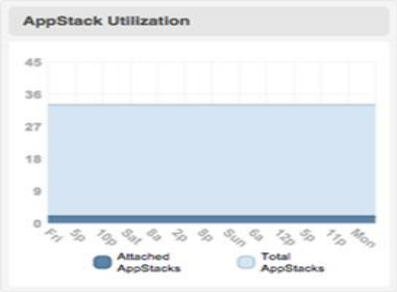 AppStack Utilization
45
36
27
18
9
0
Fri 5p 10p Sat 8a 2p 8p Sun 6a 12p 5p 11p Mon
Attached AppStacks
Total AppStacks